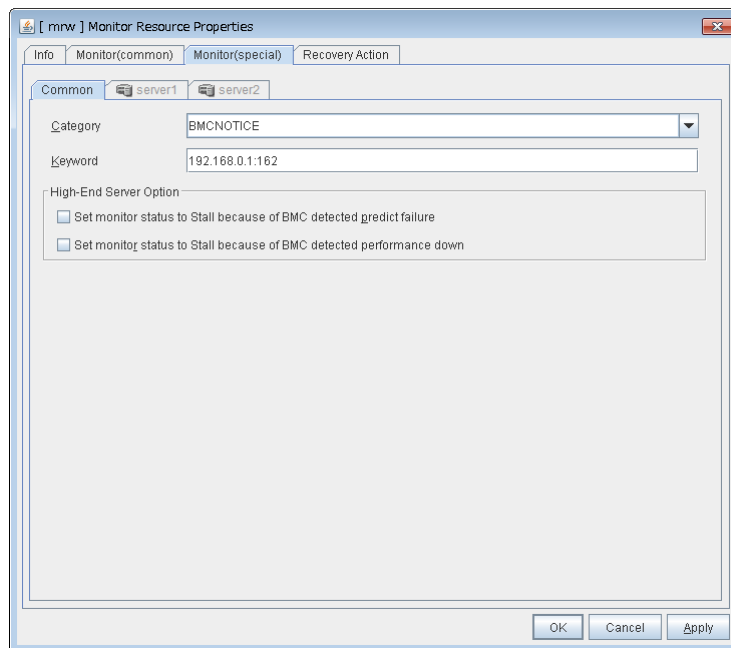 [ mrw ] Monitor Resource Properties
Info Monitor(common) Monitor(special) Recovery Action
Common server1 server2
Category BMCNOTICE
Keyword 192.168.0.1:162
High-End Server Option
Set monitor status to Stall because of BMC detected predict failure
Set monitor status to Stall because of BMC detected performance down
OK Cancel Apply